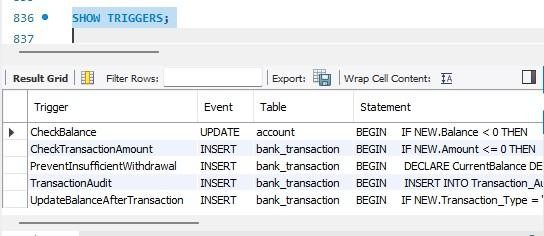 836 SHOW TRIGGERS;
837
Result Grid Filter Rows: Export: Wrap Cell Content:
Trigger Event Table Statement
CheckBalance UPDATE account BEGIN IF NEW.Balance < 0 THEN
CheckTransactionAmount INSERT bank_transaction BEGIN IF NEW.Amount <= 0 THEN
PreventInsufficientWithdrawal INSERT bank_transaction BEGIN DECLARE CurrentBalance DE
TransactionAudit INSERT bank_transaction BEGIN INSERT INTO Transaction_Au
UpdateBalanceAfterTransaction INSERT bank_transaction BEGIN IF NEW.Transaction_Type = '